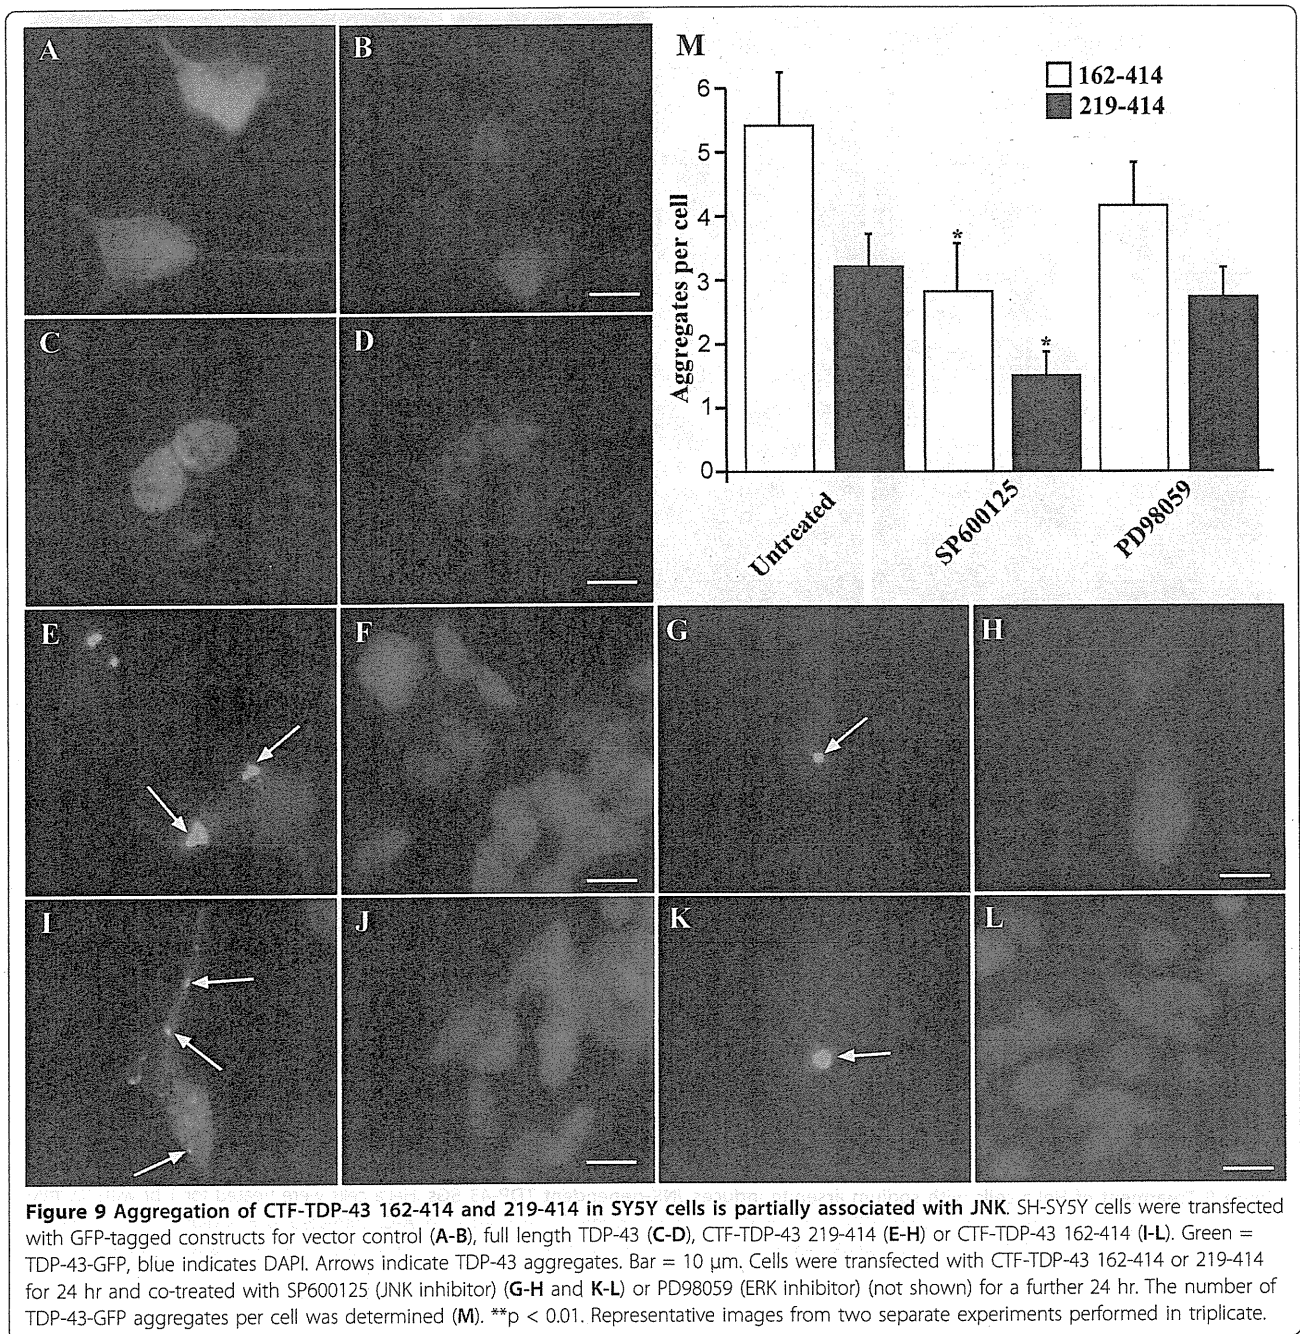 A
B
M
162-414
219-414
6
5
4
3
2
1
0
Aggregates per cell
*
*
Untreated
SP600125
PD98059
C
D
E
F
G
H
I
J
K
L
Figure 9 Aggregation of CTF-TDP-43 162-414 and 219-414 in SY5Y cells is partially associated with JNK. SH-SY5Y cells were transfected
with GFP-tagged constructs for vector control (A-B), full length TDP-43 (C-D), CTF-TDP-43 219-414 (E-H) or CTF-TDP-43 162-414 (I-L). Green =
TDP-43-GFP, blue indicates DAPI. Arrows indicate TDP-43 aggregates. Bar = 10 μm. Cells were transfected with CTF-TDP-43 162-414 or 219-414
for 24 hr and co-treated with SP600125 (JNK inhibitor) (G-H and K-L) or PD98059 (ERK inhibitor) (not shown) for a further 24 hr. The number of
TDP-43-GFP aggregates per cell was determined (M). **p < 0.01. Representative images from two separate experiments performed in triplicate.